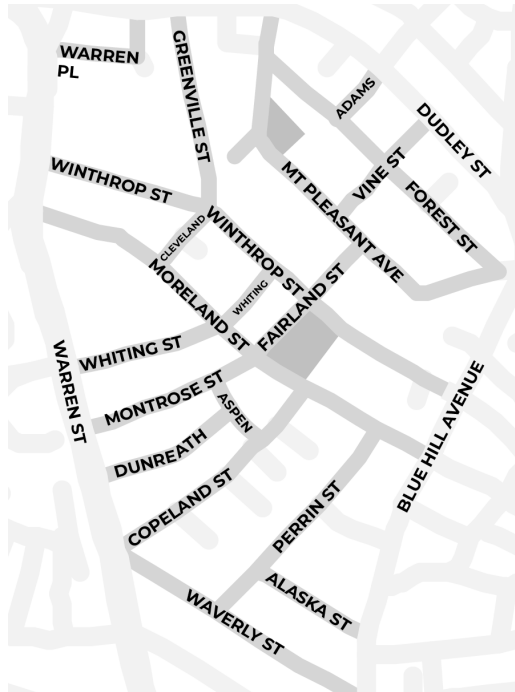 GREENVILLE ST
WARREN
PL
ADAMS
DUDLEY ST
VINE ST
FOREST ST
MT PLEASANT AVE
WINTHROP ST
CLEVELAND
WINTHROP ST
MORELAND ST
WHITING
FAIRLAND ST
WHITING ST
WARREN ST
MONTROSE ST
ASPEN
DUNREATH
BLUE HILL AVENUE
COPELAND ST
PERRIN ST
ALASKA ST
WAVERLY ST